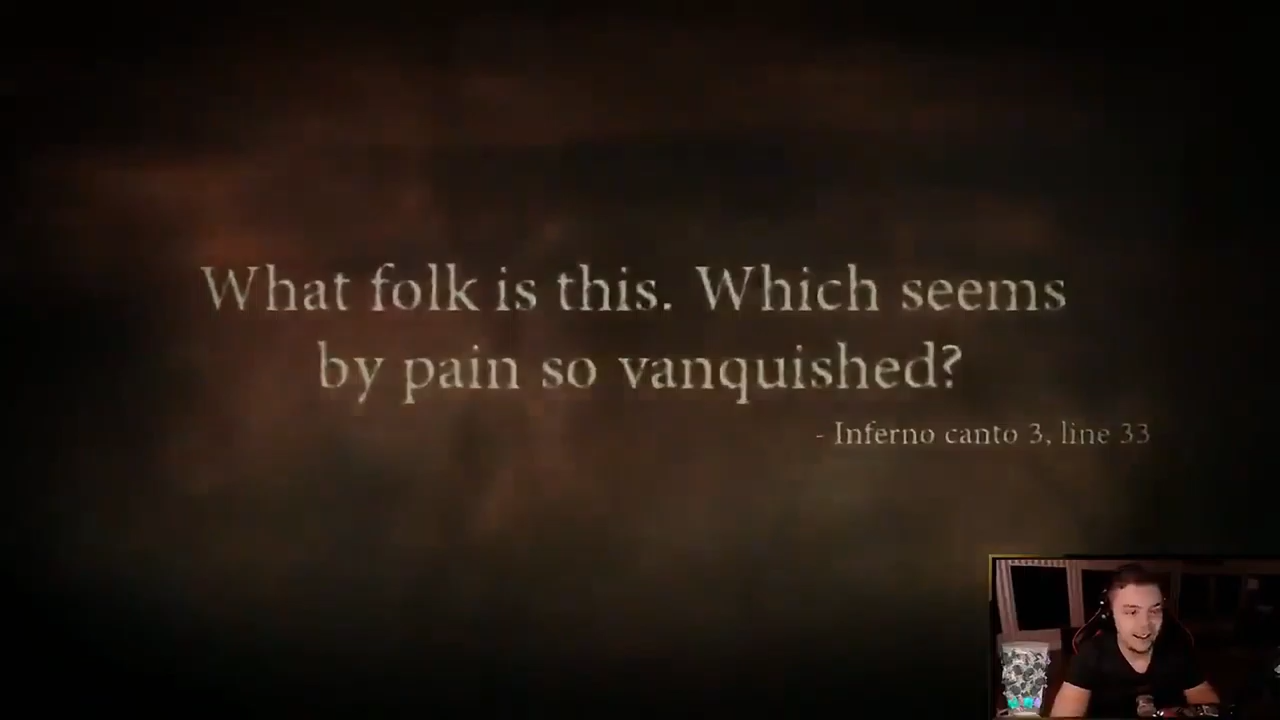 What folk is this. Which seems
by pain so vanquished?
- Inferno canto 3, line 33